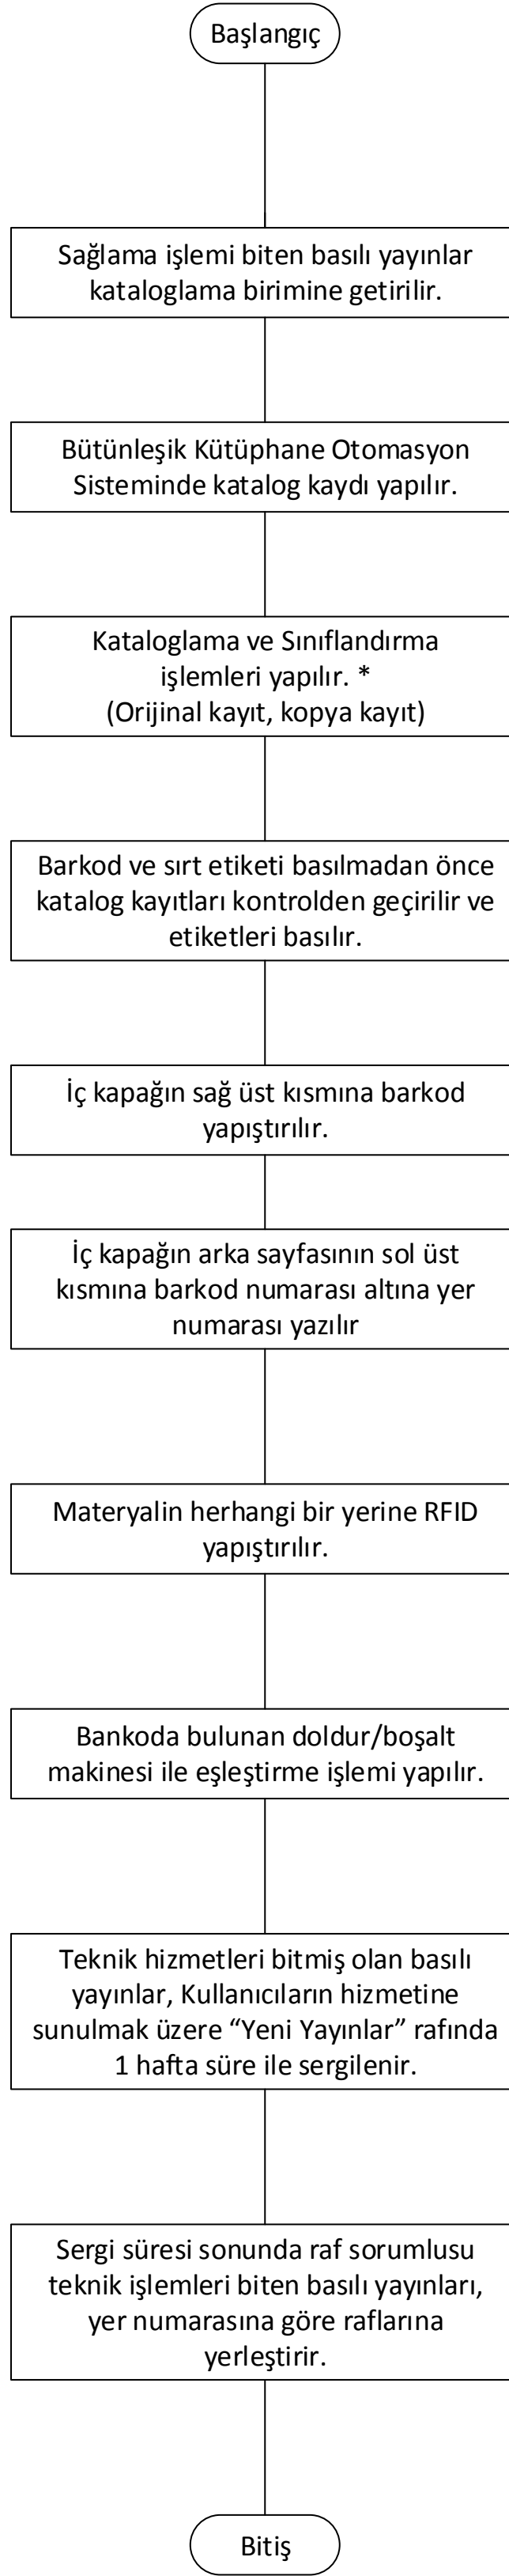 Başlangıç
Sağlama işlemi biten basılı yayınlar
kataloglama birimine getirilir.
Bütünleşik Kütüphane Otomasyon
Sisteminde katalog kaydı yapılır.
Kataloglama ve Sınıflandırma
işlemleri yapılır. *
(Orijinal kayıt, kopya kayıt)
Barkod ve sırt etiketi basılmadan önce
katalog kayıtları kontrolden geçirilir ve
etiketleri basılır.
İç kapağın sağ üst kısmına barkod
yapıştırılır.
İç kapağın arka sayfasının sol üst
kısmına barkod numarası altına yer
numarası yazılır
Materyalin herhangi bir yerine RFID
yapıştırılır.
Bankoda bulunan doldur/boşalt
makinesi ile eşleştirme işlemi yapılır.
Teknik hizmetleri bitmiş olan basılı
yayınlar, Kullanıcıların hizmetine
sunulmak üzere “Yeni Yayınlar” rafında
1 hafta süre ile sergilenir.
Sergi süresi sonunda raf sorumlusu
teknik işlemleri biten basılı yayınları,
yer numarasına göre raflarına
yerleştirir.
Bitiş